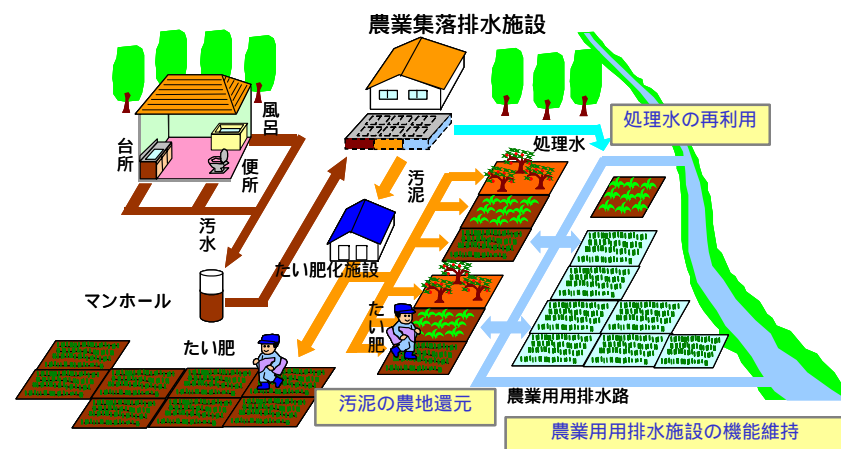 農業集落排水施設
処理水の再利用
風呂
台所
便所
処理水
汚泥
汚水
たい肥化施設
マンホール
たい肥
たい肥
農業用用排水路
汚泥の農地還元
農業用用排水施設の機能維持